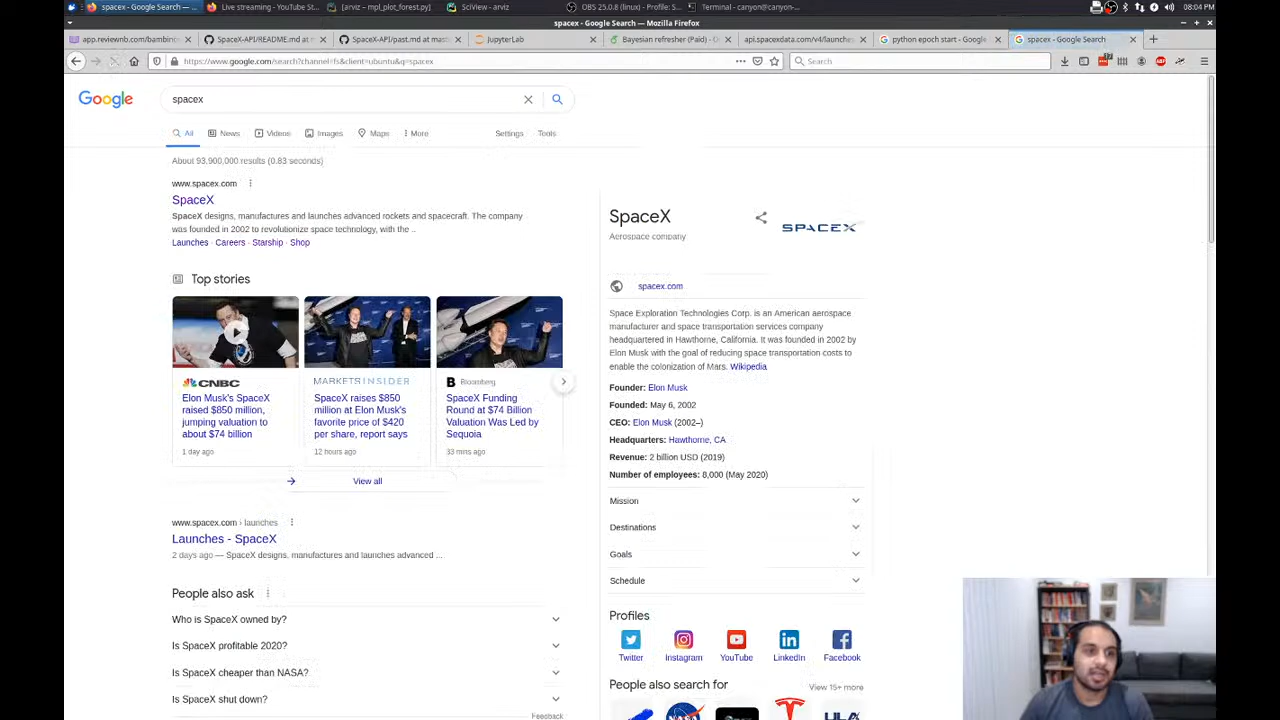 spacex - Google Search - Mozilla Firefox
Live streaming - YouTube St...
[arviz – mpl_plot_forest.py]
SciView - arviz
OBS 25.0.8 (linux) - Profile: S...
Terminal - canyon@canyon-...
08:04 PM
spacex - Google Search - Mozilla Firefox
app.reviewnb.com/bambino
SpaceX-API/README.md at m
SpaceX-API/past.md at mast
JupyterLab
Bayesian refresher (Paid) - D
api.spacexdata.com/v4/launches
python epoch start - Google
spacex - Google Search
https://www.google.com/search?channel=fs&client=ubuntu&q=spacex
Search
Google
spacex
All
News
Videos
Images
Maps
More
Settings
Tools
About 93,900,000 results (0.83 seconds)
www.spacex.com
SpaceX
SpaceX designs, manufactures and launches advanced rockets and spacecraft. The company
was founded in 2002 to revolutionize space technology, with the ..
Launches · Careers · Starship · Shop
Top stories
CNBC
Elon Musk's SpaceX
raised $850 million,
jumping valuation to
about $74 billion
1 day ago
MARKETS INSIDER
SpaceX raises $850
million at Elon Musk's
favorite price of $420
per share, report says
12 hours ago
B Bloomberg
SpaceX Funding
Round at $74 Billion
Valuation Was Led by
Sequoia
33 mins ago
View all
www.spacex.com › launches
Launches - SpaceX
2 days ago — SpaceX designs, manufactures and launches advanced ...
People also ask
Who is SpaceX owned by?
Is SpaceX profitable 2020?
Is SpaceX cheaper than NASA?
Is SpaceX shut down?
Feedback
SpaceX
Aerospace company
SPACEX
spacex.com
Space Exploration Technologies Corp. is an American aerospace
manufacturer and space transportation services company
headquartered in Hawthorne, California. It was founded in 2002 by
Elon Musk with the goal of reducing space transportation costs to
enable the colonization of Mars. Wikipedia
Founder: Elon Musk
Founded: May 6, 2002
CEO: Elon Musk (2002–)
Headquarters: Hawthorne, CA
Revenue: 2 billion USD (2019)
Number of employees: 8,000 (May 2020)
Mission
Destinations
Goals
Schedule
Profiles
Twitter
Instagram
YouTube
LinkedIn
Facebook
People also search for
View 15+ more
NASA
ULA